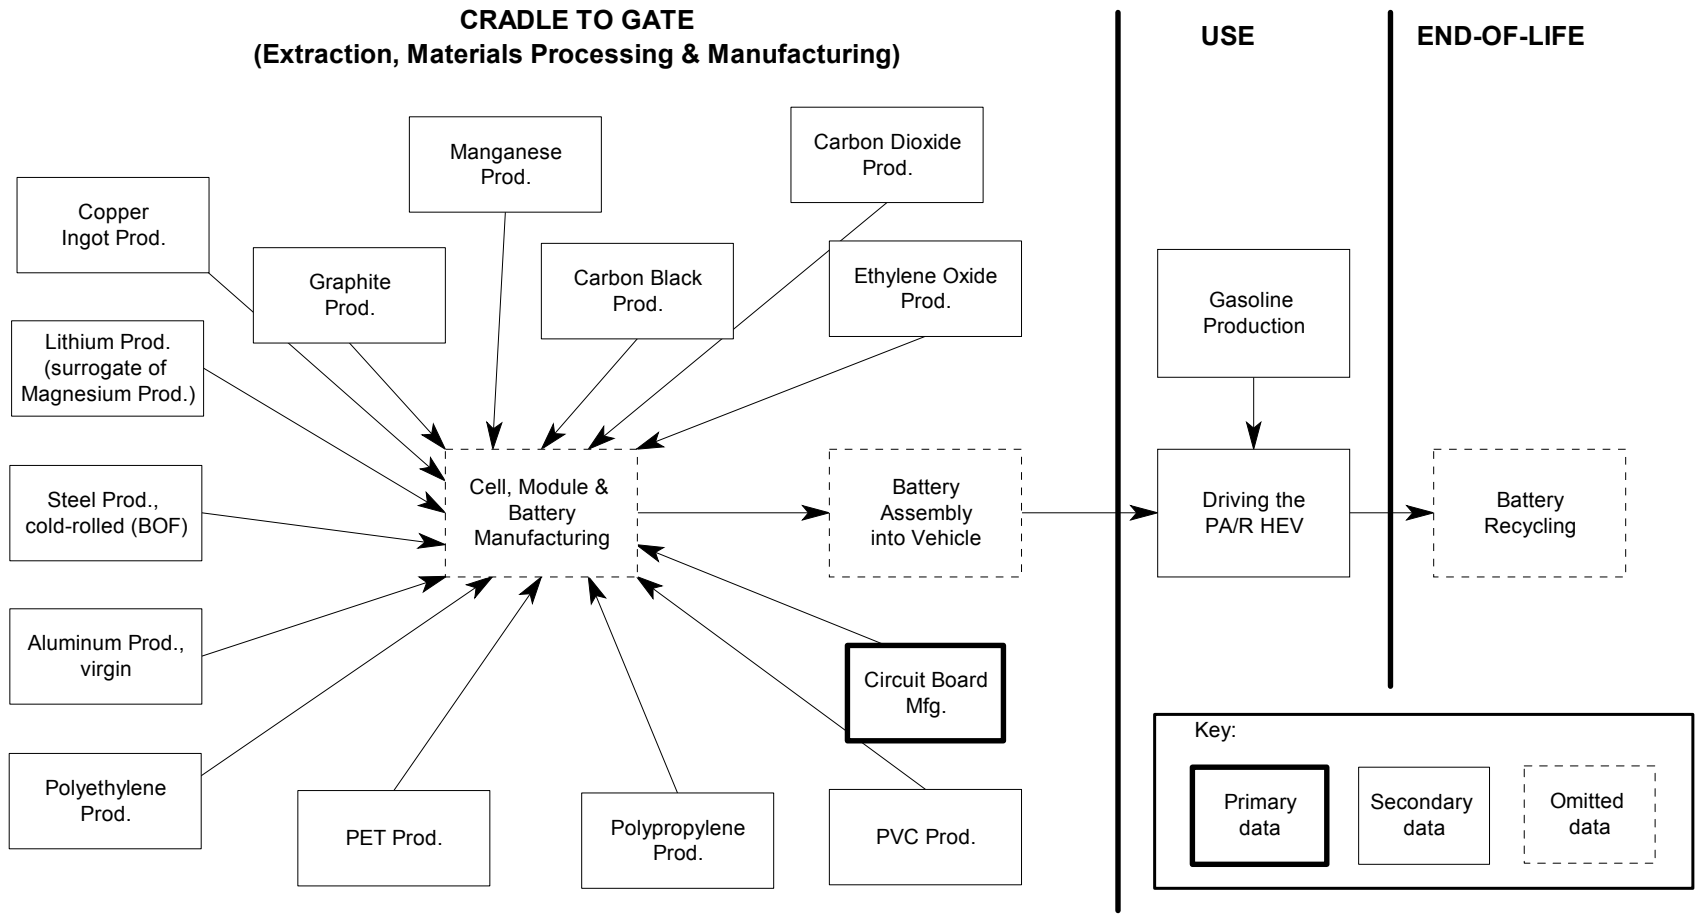 CRADLE TO GATE
(Extraction, Materials Processing & Manufacturing)
USE
END-OF-LIFE
Manganese
Prod.
Carbon Dioxide
Prod.
Copper
Ingot Prod.
Graphite
Prod.
Carbon Black
Prod.
Ethylene Oxide
Prod.
Gasoline
Production
Lithium Prod.
(surrogate of
Magnesium Prod.)
Steel Prod.,
cold-rolled (BOF)
Cell, Module &
Battery
Manufacturing
Battery
Assembly
into Vehicle
Driving the
PA/R HEV
Battery
Recycling
Aluminum Prod.,
virgin
Circuit Board
Mfg.
Polyethylene
Prod.
PET Prod.
Polypropylene
Prod.
PVC Prod.
Key:
Primary
data
Secondary
data
Omitted
data